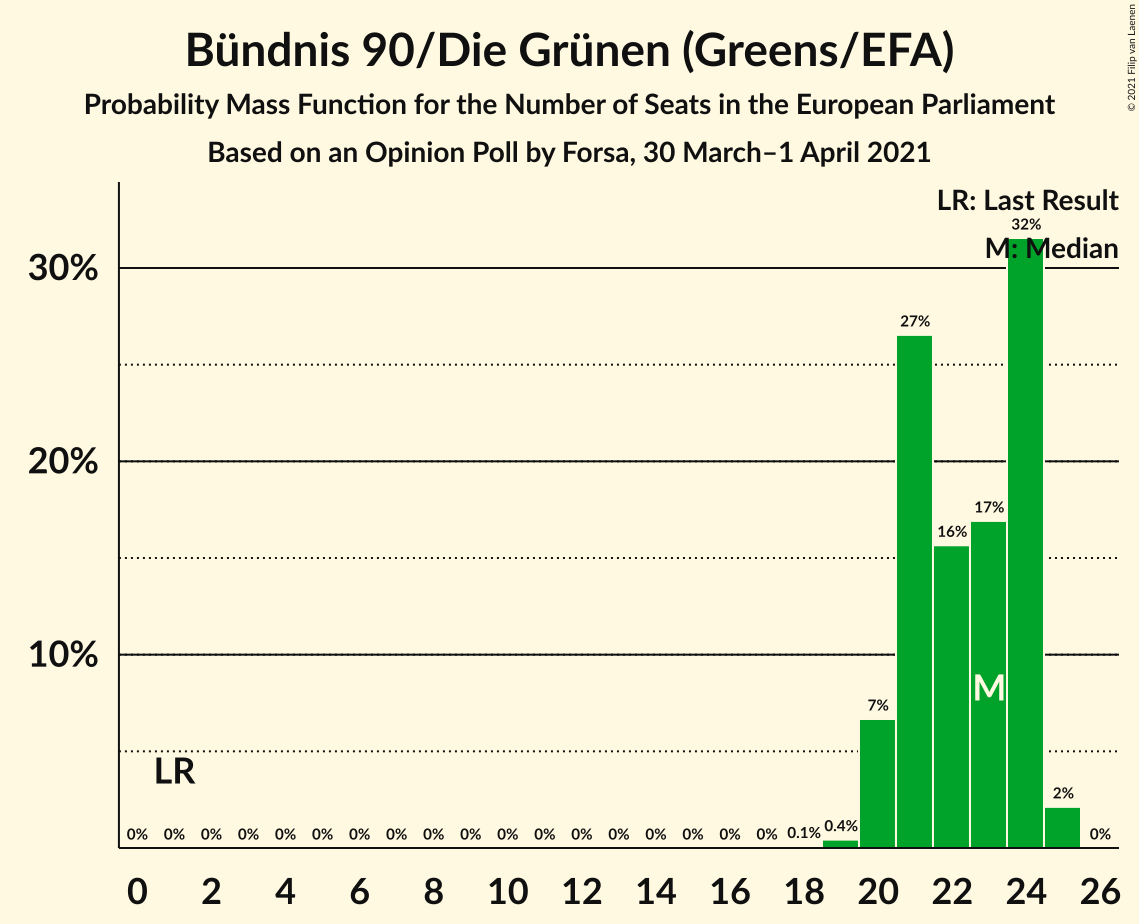 Bündnis 90/Die Grünen (Greens/EFA)
Probability Mass Function for the Number of Seats in the European Parliament
Based on an Opinion Poll by Forsa, 30 March–1 April 2021
© 2021 Filip van Laenen
LR: Last Result
M: Median
32%
30%
27%
20%
17%
16%
10%
M
7%
LR
2%
0% 0% 0% 0% 0% 0% 0% 0% 0% 0% 0% 0% 0% 0% 0% 0% 0% 0% 0.1% 0.4% 0%
0 2 4 6 8 10 12 14 16 18 20 22 24 26